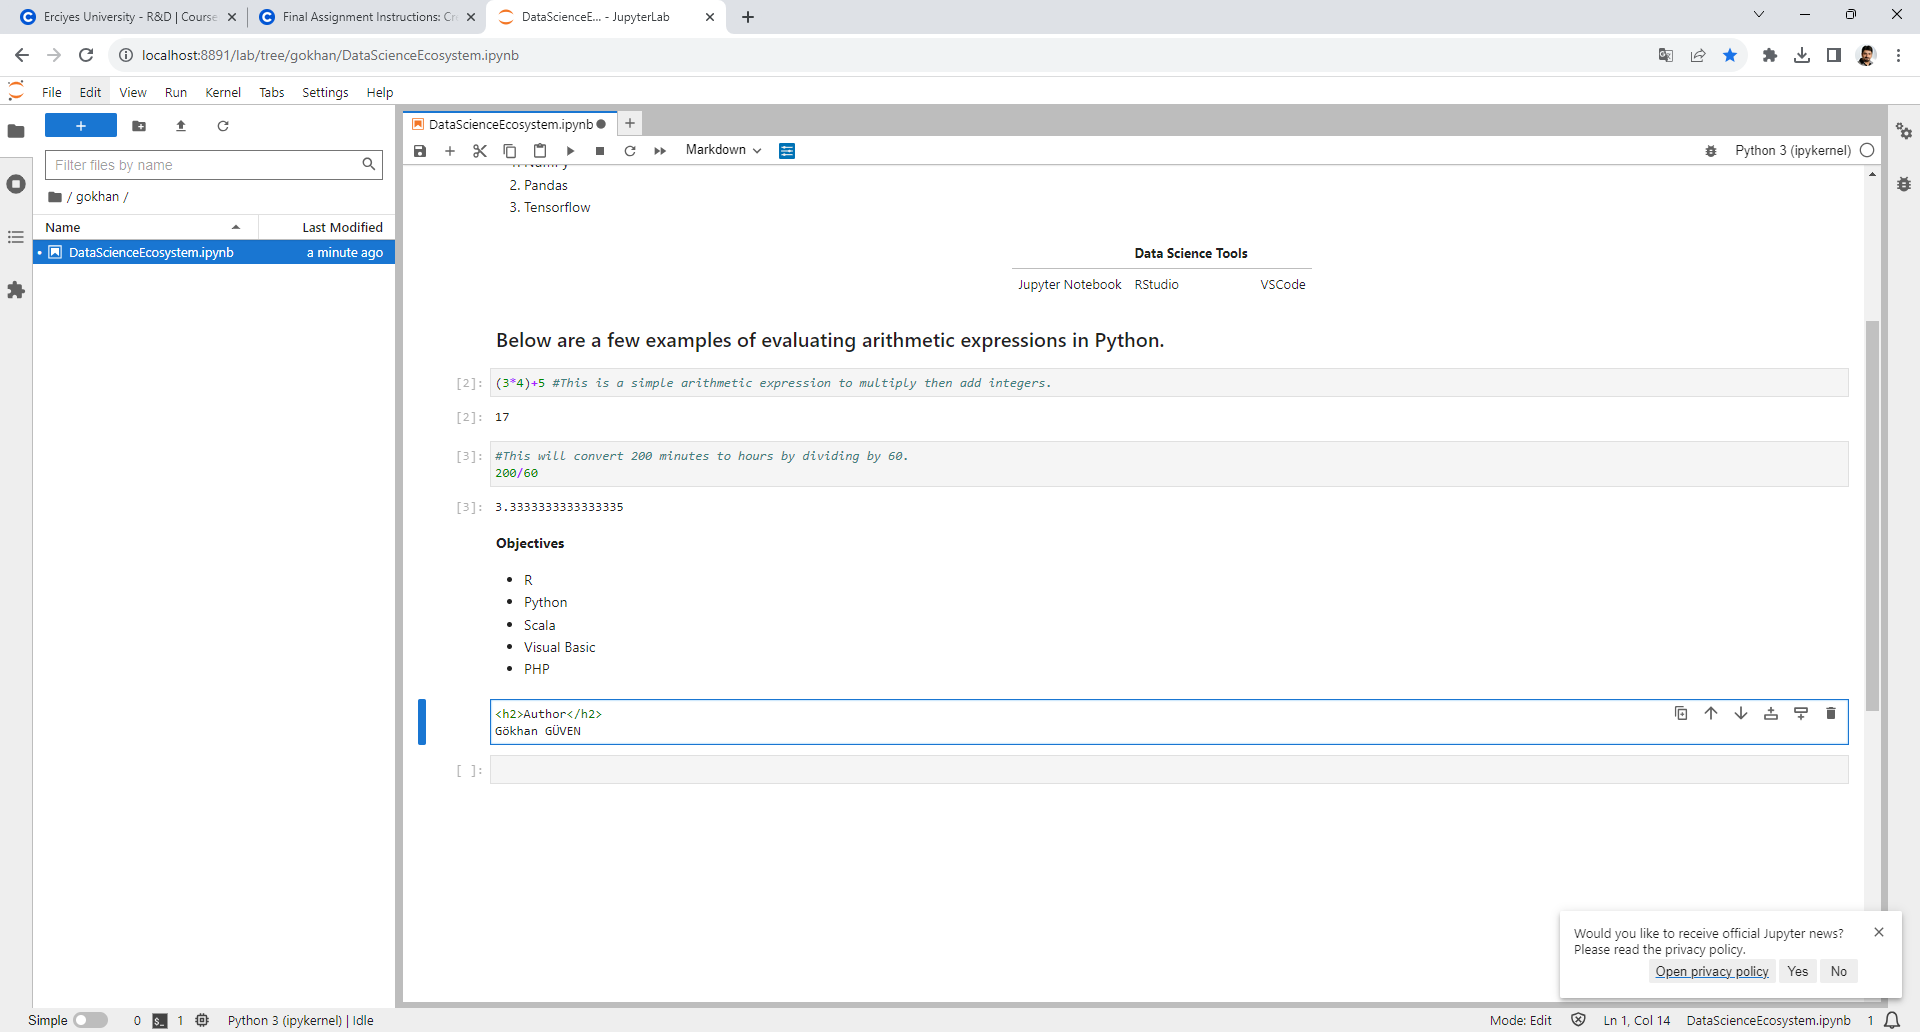 Erciyes University - R&D | Course
Final Assignment Instructions: Cr
DataScienceE... - JupyterLab
localhost:8891/lab/tree/gokhan/DataScienceEcosystem.ipynb
File Edit View Run Kernel Tabs Settings Help
Filter files by name
/ gokhan /
Name Last Modified
DataScienceEcosystem.ipynb a minute ago
DataScienceEcosystem.ipynb
Markdown
Python 3 (ipykernel)
2. Pandas
3. Tensorflow
Data Science Tools
Jupyter Notebook RStudio VSCode
Below are a few examples of evaluating arithmetic expressions in Python.
[2]: (3*4)+5 #This is a simple arithmetic expression to multiply then add integers.
[2]: 17
[3]: #This will convert 200 minutes to hours by dividing by 60.
200/60
[3]: 3.3333333333333335
Objectives
• R
• Python
• Scala
• Visual Basic
• PHP
<h2>Author</h2>
Gökhan GÜVEN
[ ]:
Would you like to receive official Jupyter news?
Please read the privacy policy.
Open privacy policy Yes No
Simple 0 $_ 1 Python 3 (ipykernel) | Idle
Mode: Edit Ln 1, Col 14 DataScienceEcosystem.ipynb 1